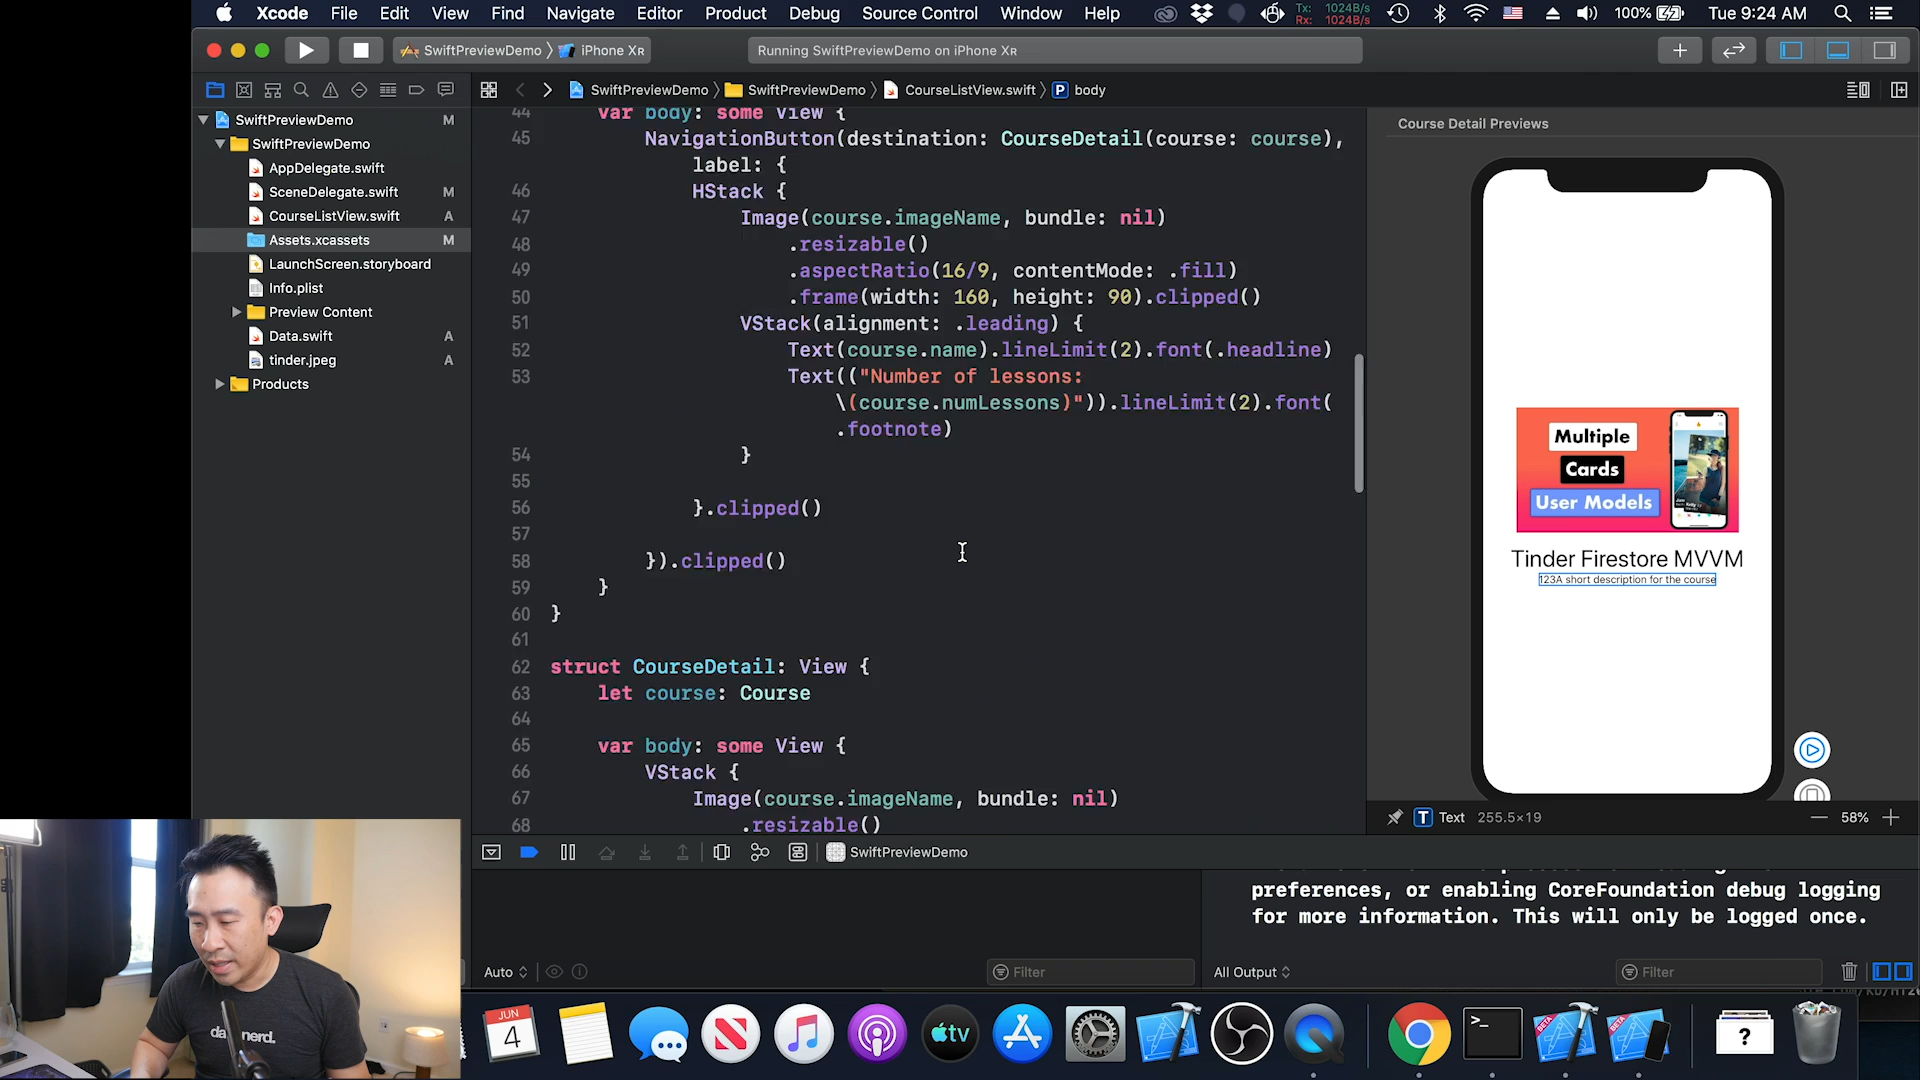 Xcode File Edit View Find Navigate Editor Product Debug Source Control Window Help Tx: 1024B/s Rx: 1024B/s 100% Tue 9:24 AM
SwiftPreviewDemo iPhone XR Running SwiftPreviewDemo on iPhone XR
SwiftPreviewDemo SwiftPreviewDemo CourseListView.swift P body
SwiftPreviewDemo M
SwiftPreviewDemo
AppDelegate.swift
SceneDelegate.swift M
CourseListView.swift A
Assets.xcassets M
LaunchScreen.storyboard
Info.plist
Preview Content
Data.swift A
tinder.jpeg A
Products
44 var body: some View {
45 NavigationButton(destination: CourseDetail(course: course),
label: {
46 HStack {
47 Image(course.imageName, bundle: nil)
48 .resizable()
49 .aspectRatio(16/9, contentMode: .fill)
50 .frame(width: 160, height: 90).clipped()
51 VStack(alignment: .leading) {
52 Text(course.name).lineLimit(2).font(.headline)
53 Text(("Number of lessons:
\(course.numLessons)")).lineLimit(2).font(
.footnote)
54 }
55
56 }.clipped()
57
58 }).clipped()
59 }
60 }
61
62 struct CourseDetail: View {
63 let course: Course
64
65 var body: some View {
66 VStack {
67 Image(course.imageName, bundle: nil)
68 .resizable()
Course Detail Previews
Multiple
Cards
User Models
Tinder Firestore MVVM
123A short description for the course
T Text 255.5×19 58%
SwiftPreviewDemo
preferences, or enabling CoreFoundation debug logging
for more information. This will only be logged once.
Auto Filter All Output Filter
JUN
4
tv
>_
BETA
BETA
?